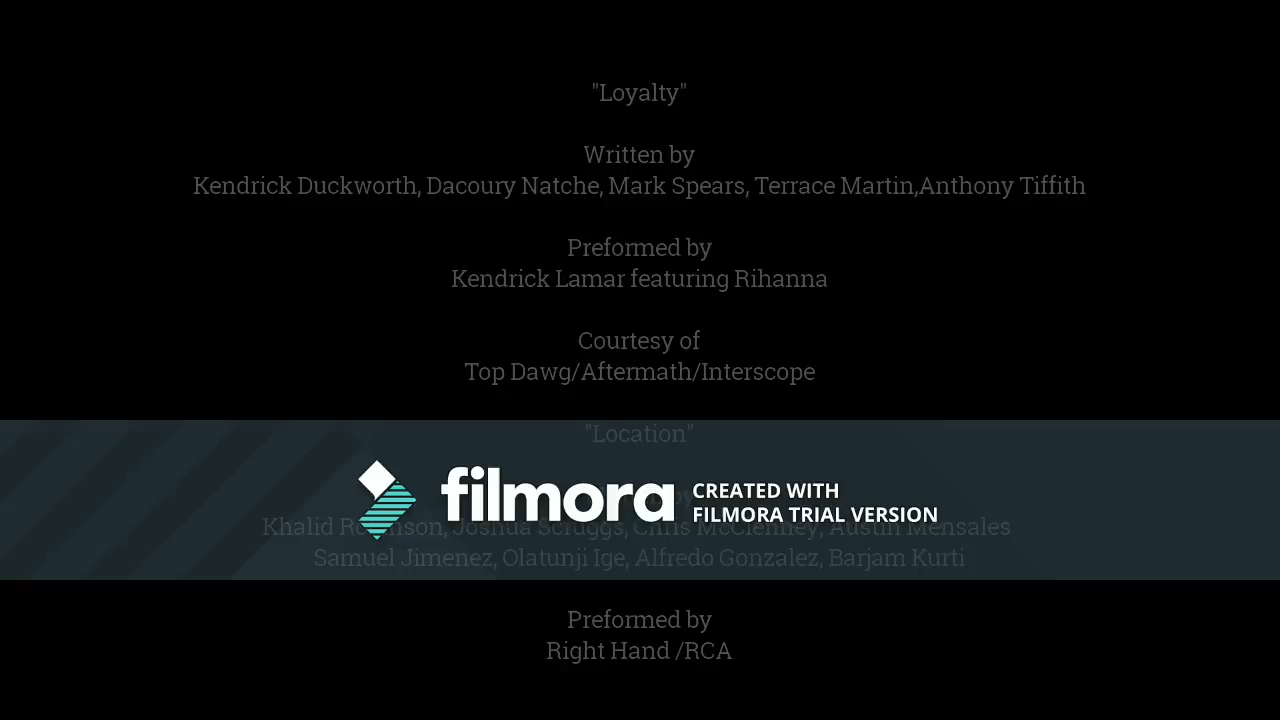 "Loyalty"
Written by
Kendrick Duckworth, Dacoury Natche, Mark Spears, Terrace Martin,Anthony Tiffith
Preformed by
Kendrick Lamar featuring Rihanna
Courtesy of
Top Dawg/Aftermath/Interscope
"Location"
filmora
CREATED WITH
FILMORA TRIAL VERSION
Khalid Joshua Scruggs, Chris McClenney, Austin Mensales
Samuel Jimenez, Olatunji Ige, Alfredo Gonzalez, Barjam Kurti
Preformed by
Right Hand /RCA